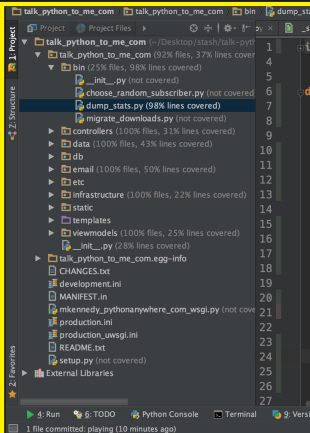 talk_python_to_me_com bin dump_sta
1: Project Project Project Files
talk_python_to_me_com (~/Desktop/stash/talk-pyth
talk_python_to_me_com (92% files, 37% lines cove
bin (25% files, 98% lines covered)
__init__.py (not covered)
choose_random_subscriber.py (not covered
dump_stats.py (98% lines covered)
migrate_downloads.py (not covered)
controllers (100% files, 31% lines covered)
data (100% files, 43% lines covered)
db
email (100% files, 50% lines covered)
etc
infrastructure (100% files, 22% lines covered)
static
templates
viewmodels (100% files, 25% lines covered)
__init__.py (28% lines covered)
talk_python_to_me_com.egg-info
CHANGES.txt
development.ini
MANIFEST.in
mkennedy_pythonanywhere_com_wsgi.py (not cove
production.ini
production_uwsgi.ini
README.txt
setup.py (not covered)
External Libraries
Z: Structure
2: Favorites
1
4
5
6
7
8
9
10
11
12
13
14
15
16
17
18
19
20
21
22
23
24
25
26
27
4: Run 6: TODO Python Console Terminal 9: Versi
1 file committed: playing (10 minutes ago)